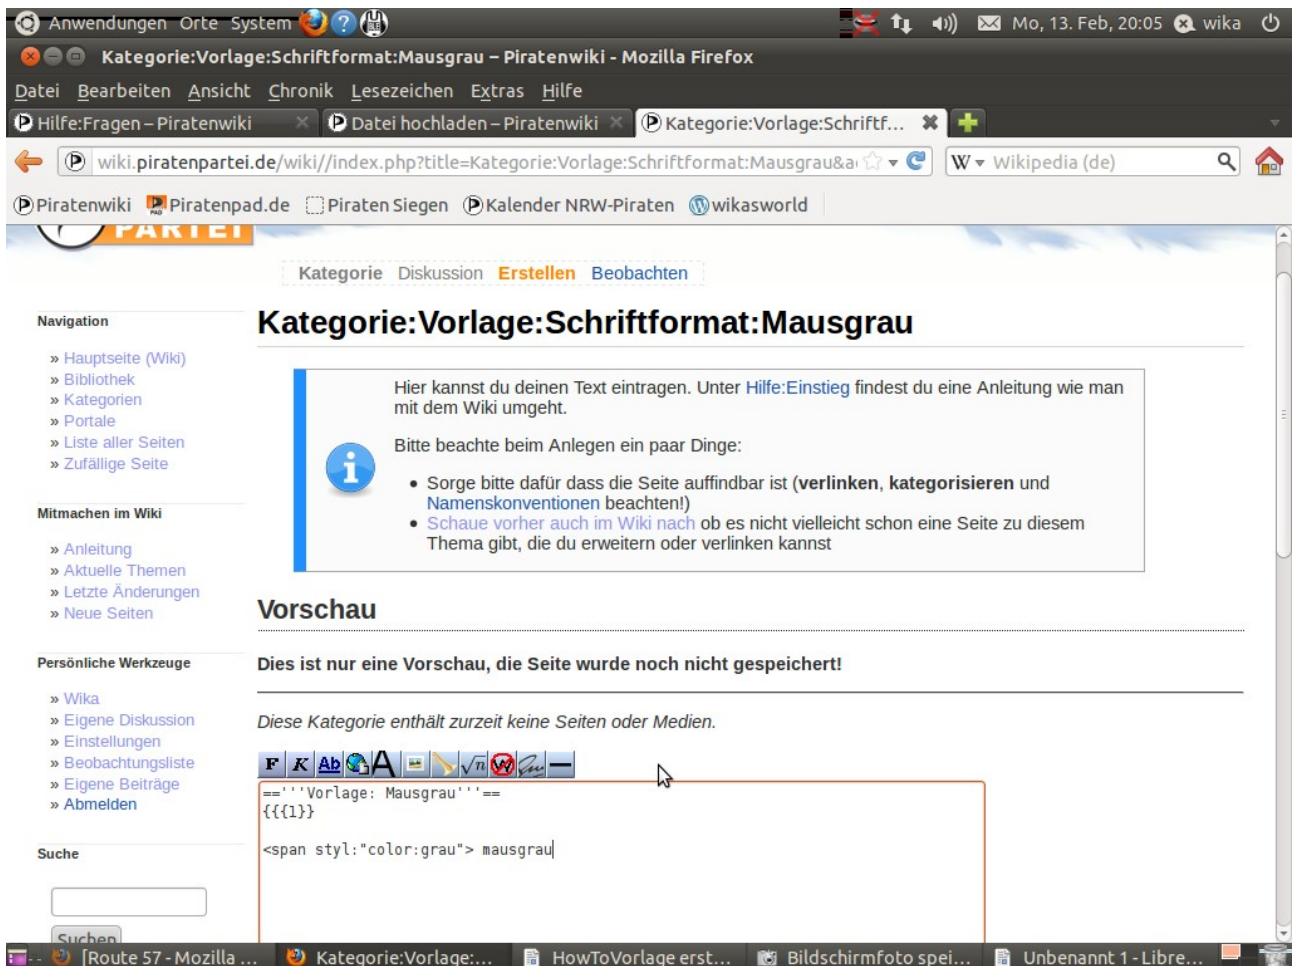 Anwendungen Orte System Mo, 13. Feb, 20:05 wika
Kategorie:Vorlage:Schriftformat:Mausgrau – Piratenwiki - Mozilla Firefox
Datei Bearbeiten Ansicht Chronik Lesezeichen Extras Hilfe
Hilfe:Fragen – Piratenwiki Datei hochladen – Piratenwiki Kategorie:Vorlage:Schriftf...
wiki.piratenpartei.de/wiki//index.php?title=Kategorie:Vorlage:Schriftformat:Mausgrau&a Wikipedia (de)
Piratenwiki Piratenpad.de Piraten Siegen Kalender NRW-Piraten wikasworld
PARTEI
Kategorie Diskussion Erstellen Beobachten
Navigation
» Hauptseite (Wiki)
» Bibliothek
» Kategorien
» Portale
» Liste aller Seiten
» Zufällige Seite
Mitmachen im Wiki
» Anleitung
» Aktuelle Themen
» Letzte Änderungen
» Neue Seiten
Persönliche Werkzeuge
» Wika
» Eigene Diskussion
» Einstellungen
» Beobachtungsliste
» Eigene Beiträge
» Abmelden
Suche
Suchen
Kategorie:Vorlage:Schriftformat:Mausgrau
Hier kannst du deinen Text eintragen. Unter Hilfe:Einstieg findest du eine Anleitung wie man
mit dem Wiki umgeht.
Bitte beachte beim Anlegen ein paar Dinge:
• Sorge bitte dafür dass die Seite auffindbar ist (verlinken, kategorisieren und
Namenskonventionen beachten!)
• Schaue vorher auch im Wiki nach ob es nicht vielleicht schon eine Seite zu diesem
Thema gibt, die du erweitern oder verlinken kannst
Vorschau
Dies ist nur eine Vorschau, die Seite wurde noch nicht gespeichert!
Diese Kategorie enthält zurzeit keine Seiten oder Medien.
F K Ab A √n W
=='''Vorlage: Mausgrau'''==
{{{1}}
<span styl:"color:grau"> mausgrau
[Route 57 - Mozilla ... Kategorie:Vorlage:... HowToVorlage erst... Bildschirmfoto spei... Unbenannt 1 - Libre...